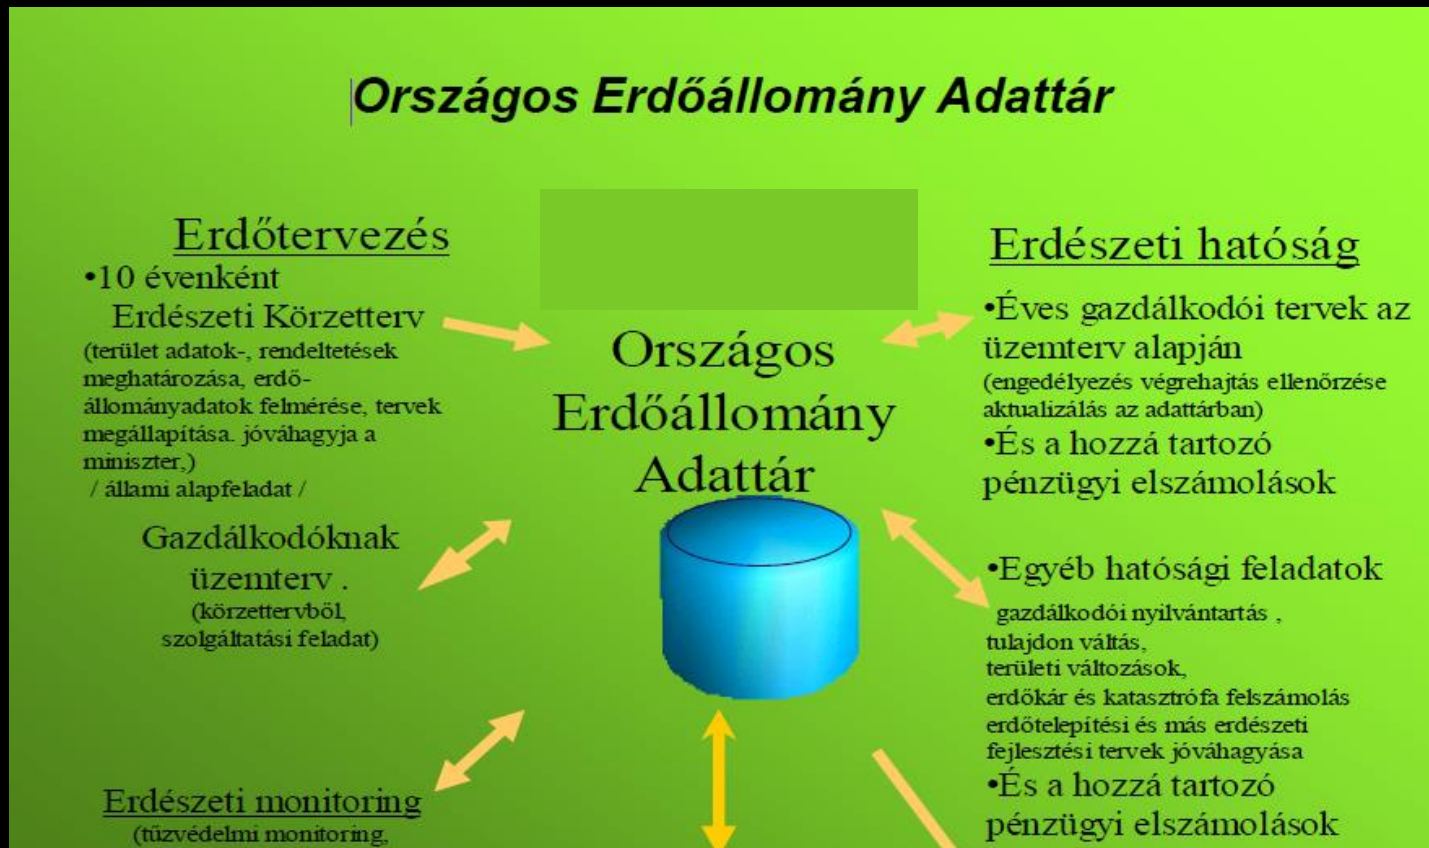 Országos Erdőállomány Adattár
Erdőtervezés
•10 évenként
Erdészeti Körzetterv
(terület adatok-, rendeltetések
meghatározása, erdő-
állományadatok felmérése, tervek
megállapítása. jóváhagyja a
miniszter,)
/ állami alapfeladat /
Gazdálkodóknak
üzemterv .
(körzettervből,
szolgáltatási feladat)
Erdészeti monitoring
(tűzvédelmi monitoring,
Országos
Erdőállomány
Adattár
Erdészeti hatóság
•Éves gazdálkodói tervek az
üzemterv alapján
(engedélyezés végrehajtás ellenőrzése
aktualizálás az adattárban)
•És a hozzá tartozó
pénzügyi elszámolások
•Egyéb hatósági feladatok
gazdálkodói nyilvántartás ,
tulajdon váltás,
területi változások,
erdőkár és katasztrófa felszámolás
erdőtelepítési és más erdészeti
fejlesztési tervek jóváhagyása
•És a hozzá tartozó
pénzügyi elszámolások